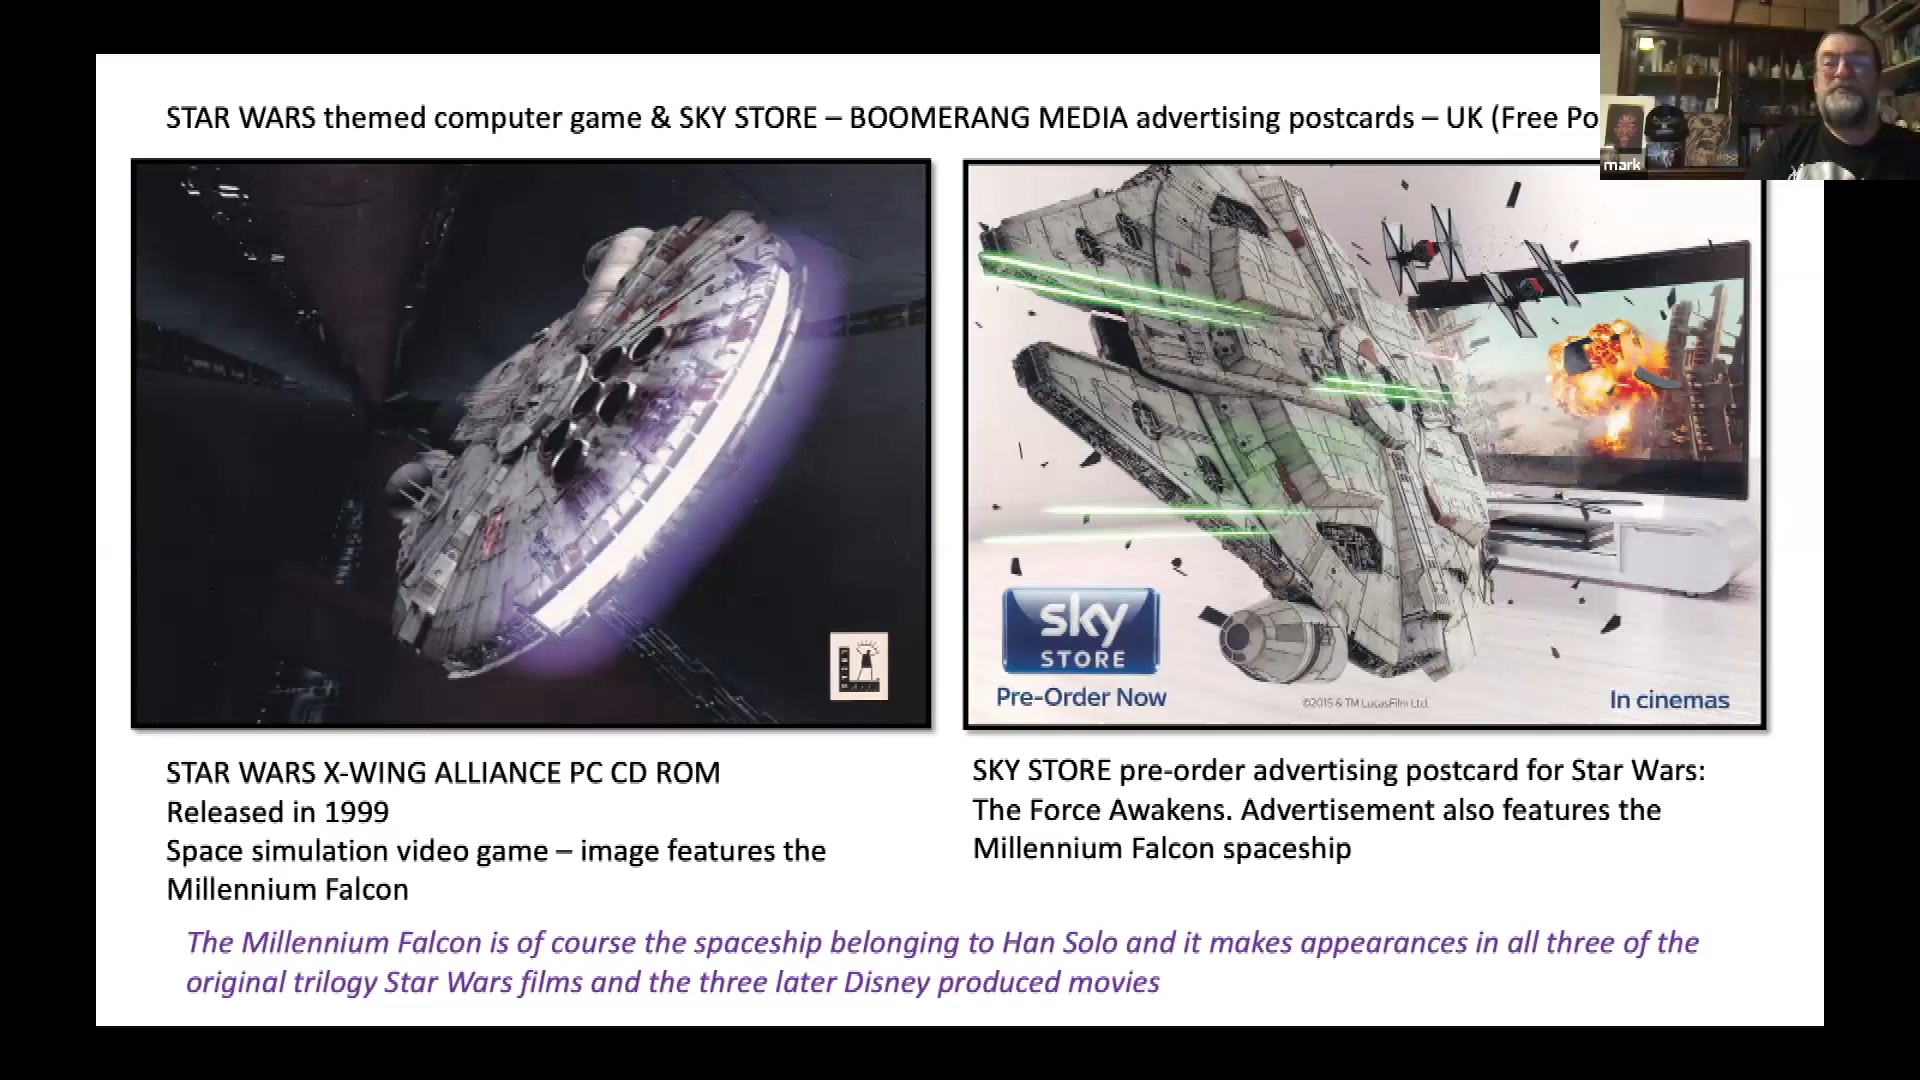 STAR WARS themed computer game & SKY STORE – BOOMERANG MEDIA advertising postcards – UK (Free Po
mark
sky
STORE
Pre-Order Now
©2015 & TM LucasFilm Ltd.
In cinemas
STAR WARS X-WING ALLIANCE PC CD ROM
Released in 1999
Space simulation video game – image features the
Millennium Falcon
SKY STORE pre-order advertising postcard for Star Wars:
The Force Awakens. Advertisement also features the
Millennium Falcon spaceship
The Millennium Falcon is of course the spaceship belonging to Han Solo and it makes appearances in all three of the
original trilogy Star Wars films and the three later Disney produced movies